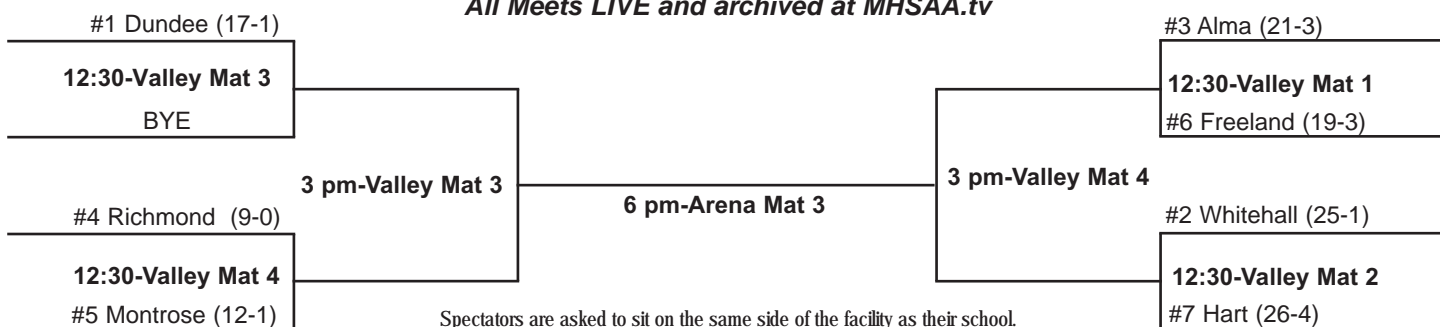 All Meets LIVE and archived at MHSAA.tv
#1 Dundee (17-1)
12:30-Valley Mat 3
BYE
3 pm-Valley Mat 3
#4 Richmond (9-0)
12:30-Valley Mat 4
#5 Montrose (12-1)
6 pm-Arena Mat 3
#3 Alma (21-3)
12:30-Valley Mat 1
#6 Freeland (19-3)
3 pm-Valley Mat 4
#2 Whitehall (25-1)
12:30-Valley Mat 2
#7 Hart (26-4)
Spectators are asked to sit on the same side of the facility as their school.